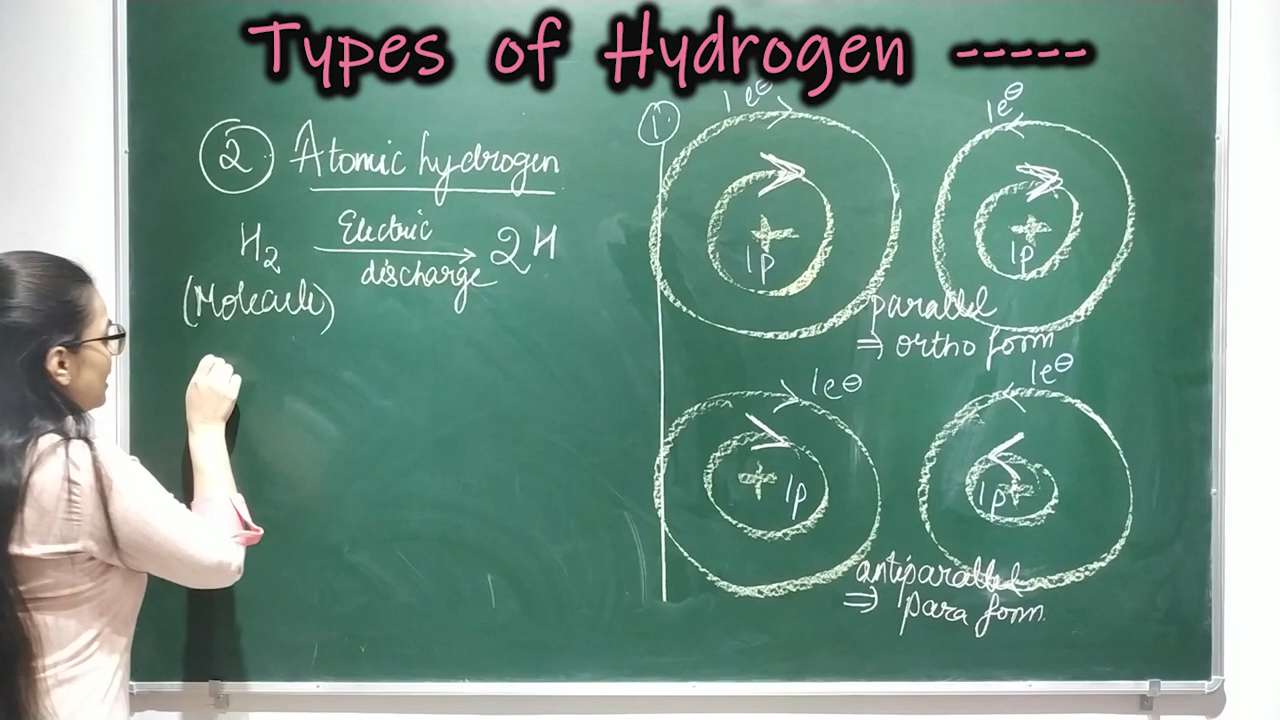 Types of Hydrogen -----
② Atomic hydrogen
H₂ Electric discharge → 2H
(Molecule)
①
1e⊖
+
1p
1e⊖
+
1p
parallel
⇒ ortho form
1e⊖
+
1p
1e⊖
+
1p
antiparallel
⇒ para form.